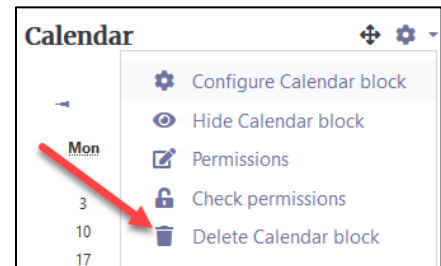 Calendar
Configure Calendar block
Hide Calendar block
Mon
Permissions
3
Check permissions
10
Delete Calendar block
17